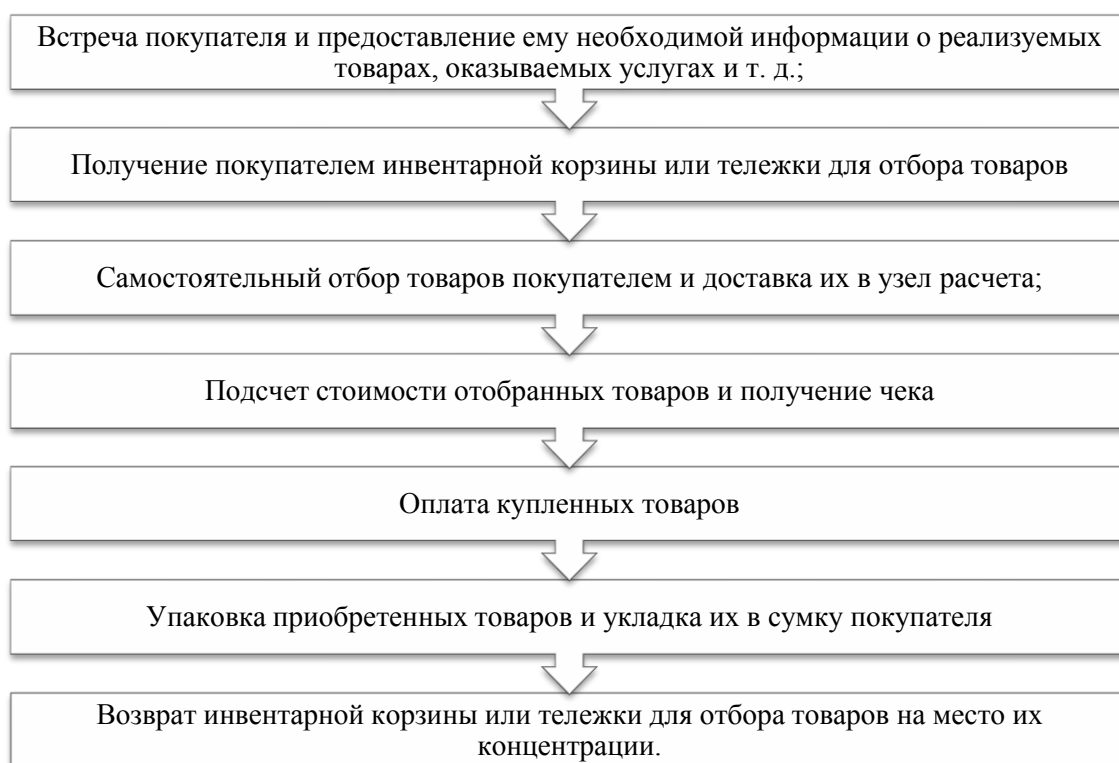 Встреча покупателя и предоставление ему необходимой информации о реализуемых
товарах, оказываемых услугах и т. д.;
Получение покупателем инвентарной корзины или тележки для отбора товаров
Самостоятельный отбор товаров покупателем и доставка их в узел расчета;
Подсчет стоимости отобранных товаров и получение чека
Оплата купленных товаров
Упаковка приобретенных товаров и укладка их в сумку покупателя
Возврат инвентарной корзины или тележки для отбора товаров на место их
концентрации.